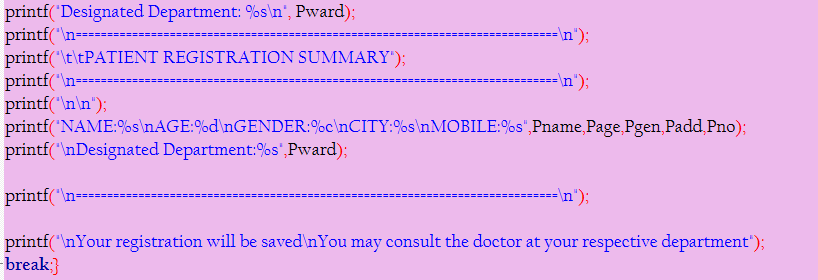 printf("Designated Department: %s\n", Pward);
printf("\n=============================================================================\n");
printf("\t\tPATIENT REGISTRATION SUMMARY");
printf("\n=============================================================================\n");
printf("\n\n");
printf("NAME:%s\nAGE:%d\nGENDER:%c\nCITY:%s\nMOBILE:%s",Pname,Page,Pgen,Padd,Pno);
printf("\nDesignated Department:%s",Pward);
printf("\n=============================================================================\n");
printf("\nYour registration will be saved\nYou may consult the doctor at your respective department");
break;}